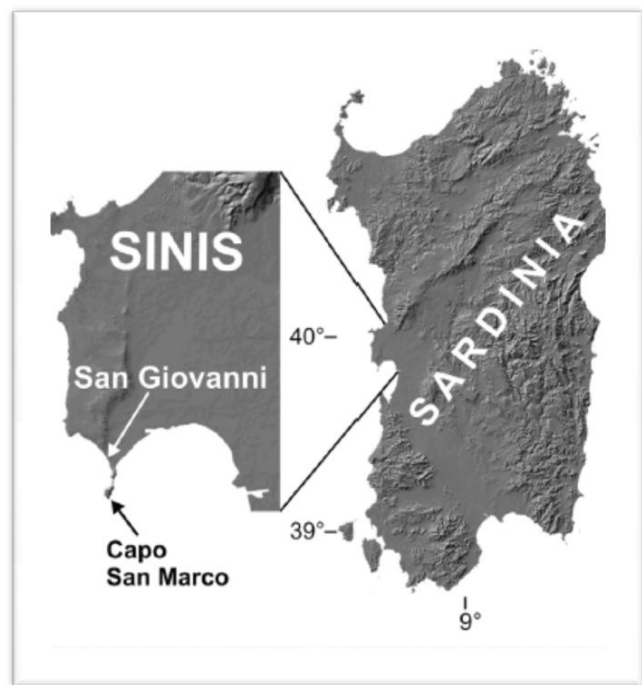 SINIS
San Giovanni
Capo
San Marco
SARDINIA
40°
39°
9°